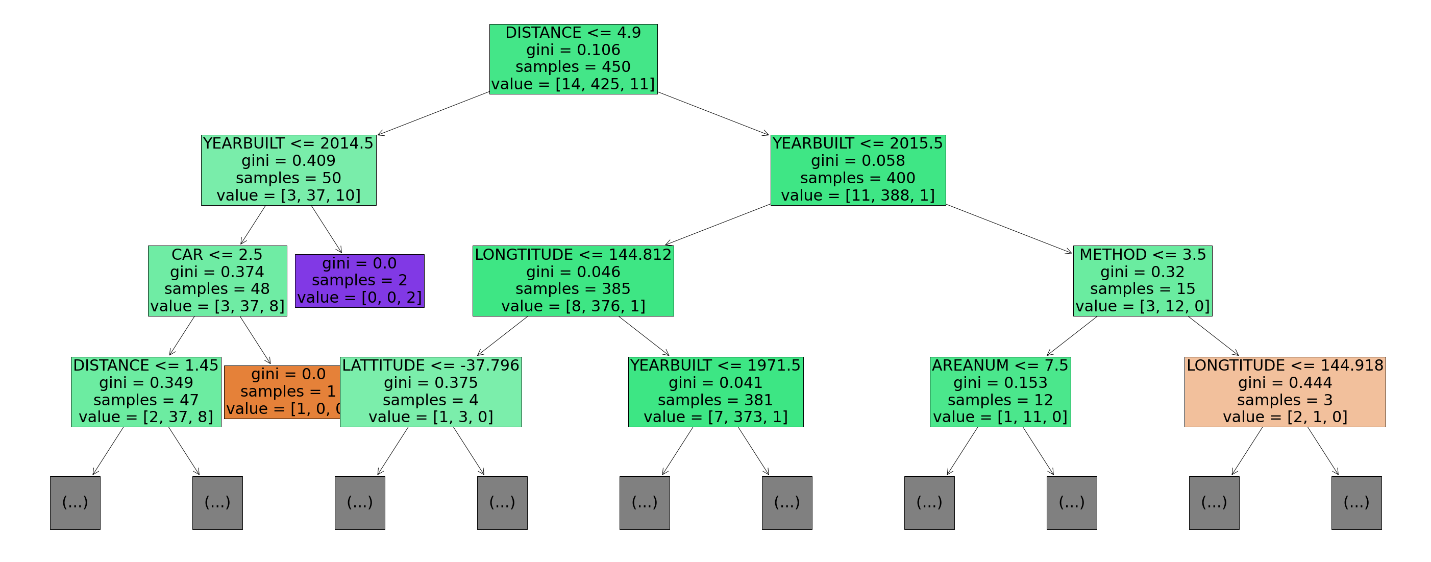 DISTANCE <= 4.9
gini = 0.106
samples = 450
value = [14, 425, 11]
YEARBUILT <= 2014.5
gini = 0.409
samples = 50
value = [3, 37, 10]
YEARBUILT <= 2015.5
gini = 0.058
samples = 400
value = [11, 388, 1]
CAR <= 2.5
gini = 0.374
samples = 48
value = [3, 37, 8]
gini = 0.0
samples = 2
value = [0, 0, 2]
LONGTITUDE <= 144.812
gini = 0.046
samples = 385
value = [8, 376, 1]
METHOD <= 3.5
gini = 0.32
samples = 15
value = [3, 12, 0]
DISTANCE <= 1.45
gini = 0.349
samples = 47
value = [2, 37, 8]
gini = 0.0
samples = 1
value = [1, 0, 0
LATTITUDE <= -37.796
gini = 0.375
samples = 4
value = [1, 3, 0]
YEARBUILT <= 1971.5
gini = 0.041
samples = 381
value = [7, 373, 1]
AREANUM <= 7.5
gini = 0.153
samples = 12
value = [1, 11, 0]
LONGTITUDE <= 144.918
gini = 0.444
samples = 3
value = [2, 1, 0]
(...)
(...)
(...)
(...)
(...)
(...)
(...)
(...)
(...)
(...)